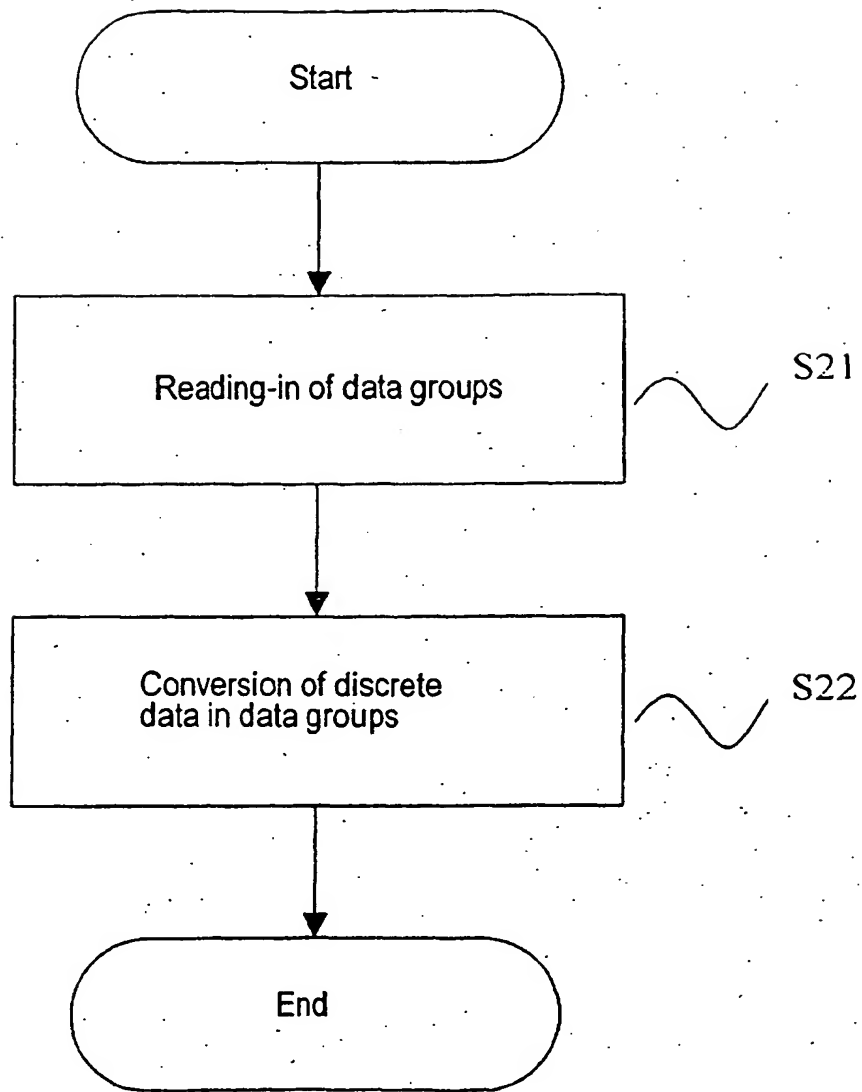 Start
Reading-in of data groups
S21
Conversion of discrete
data in data groups
S22
End